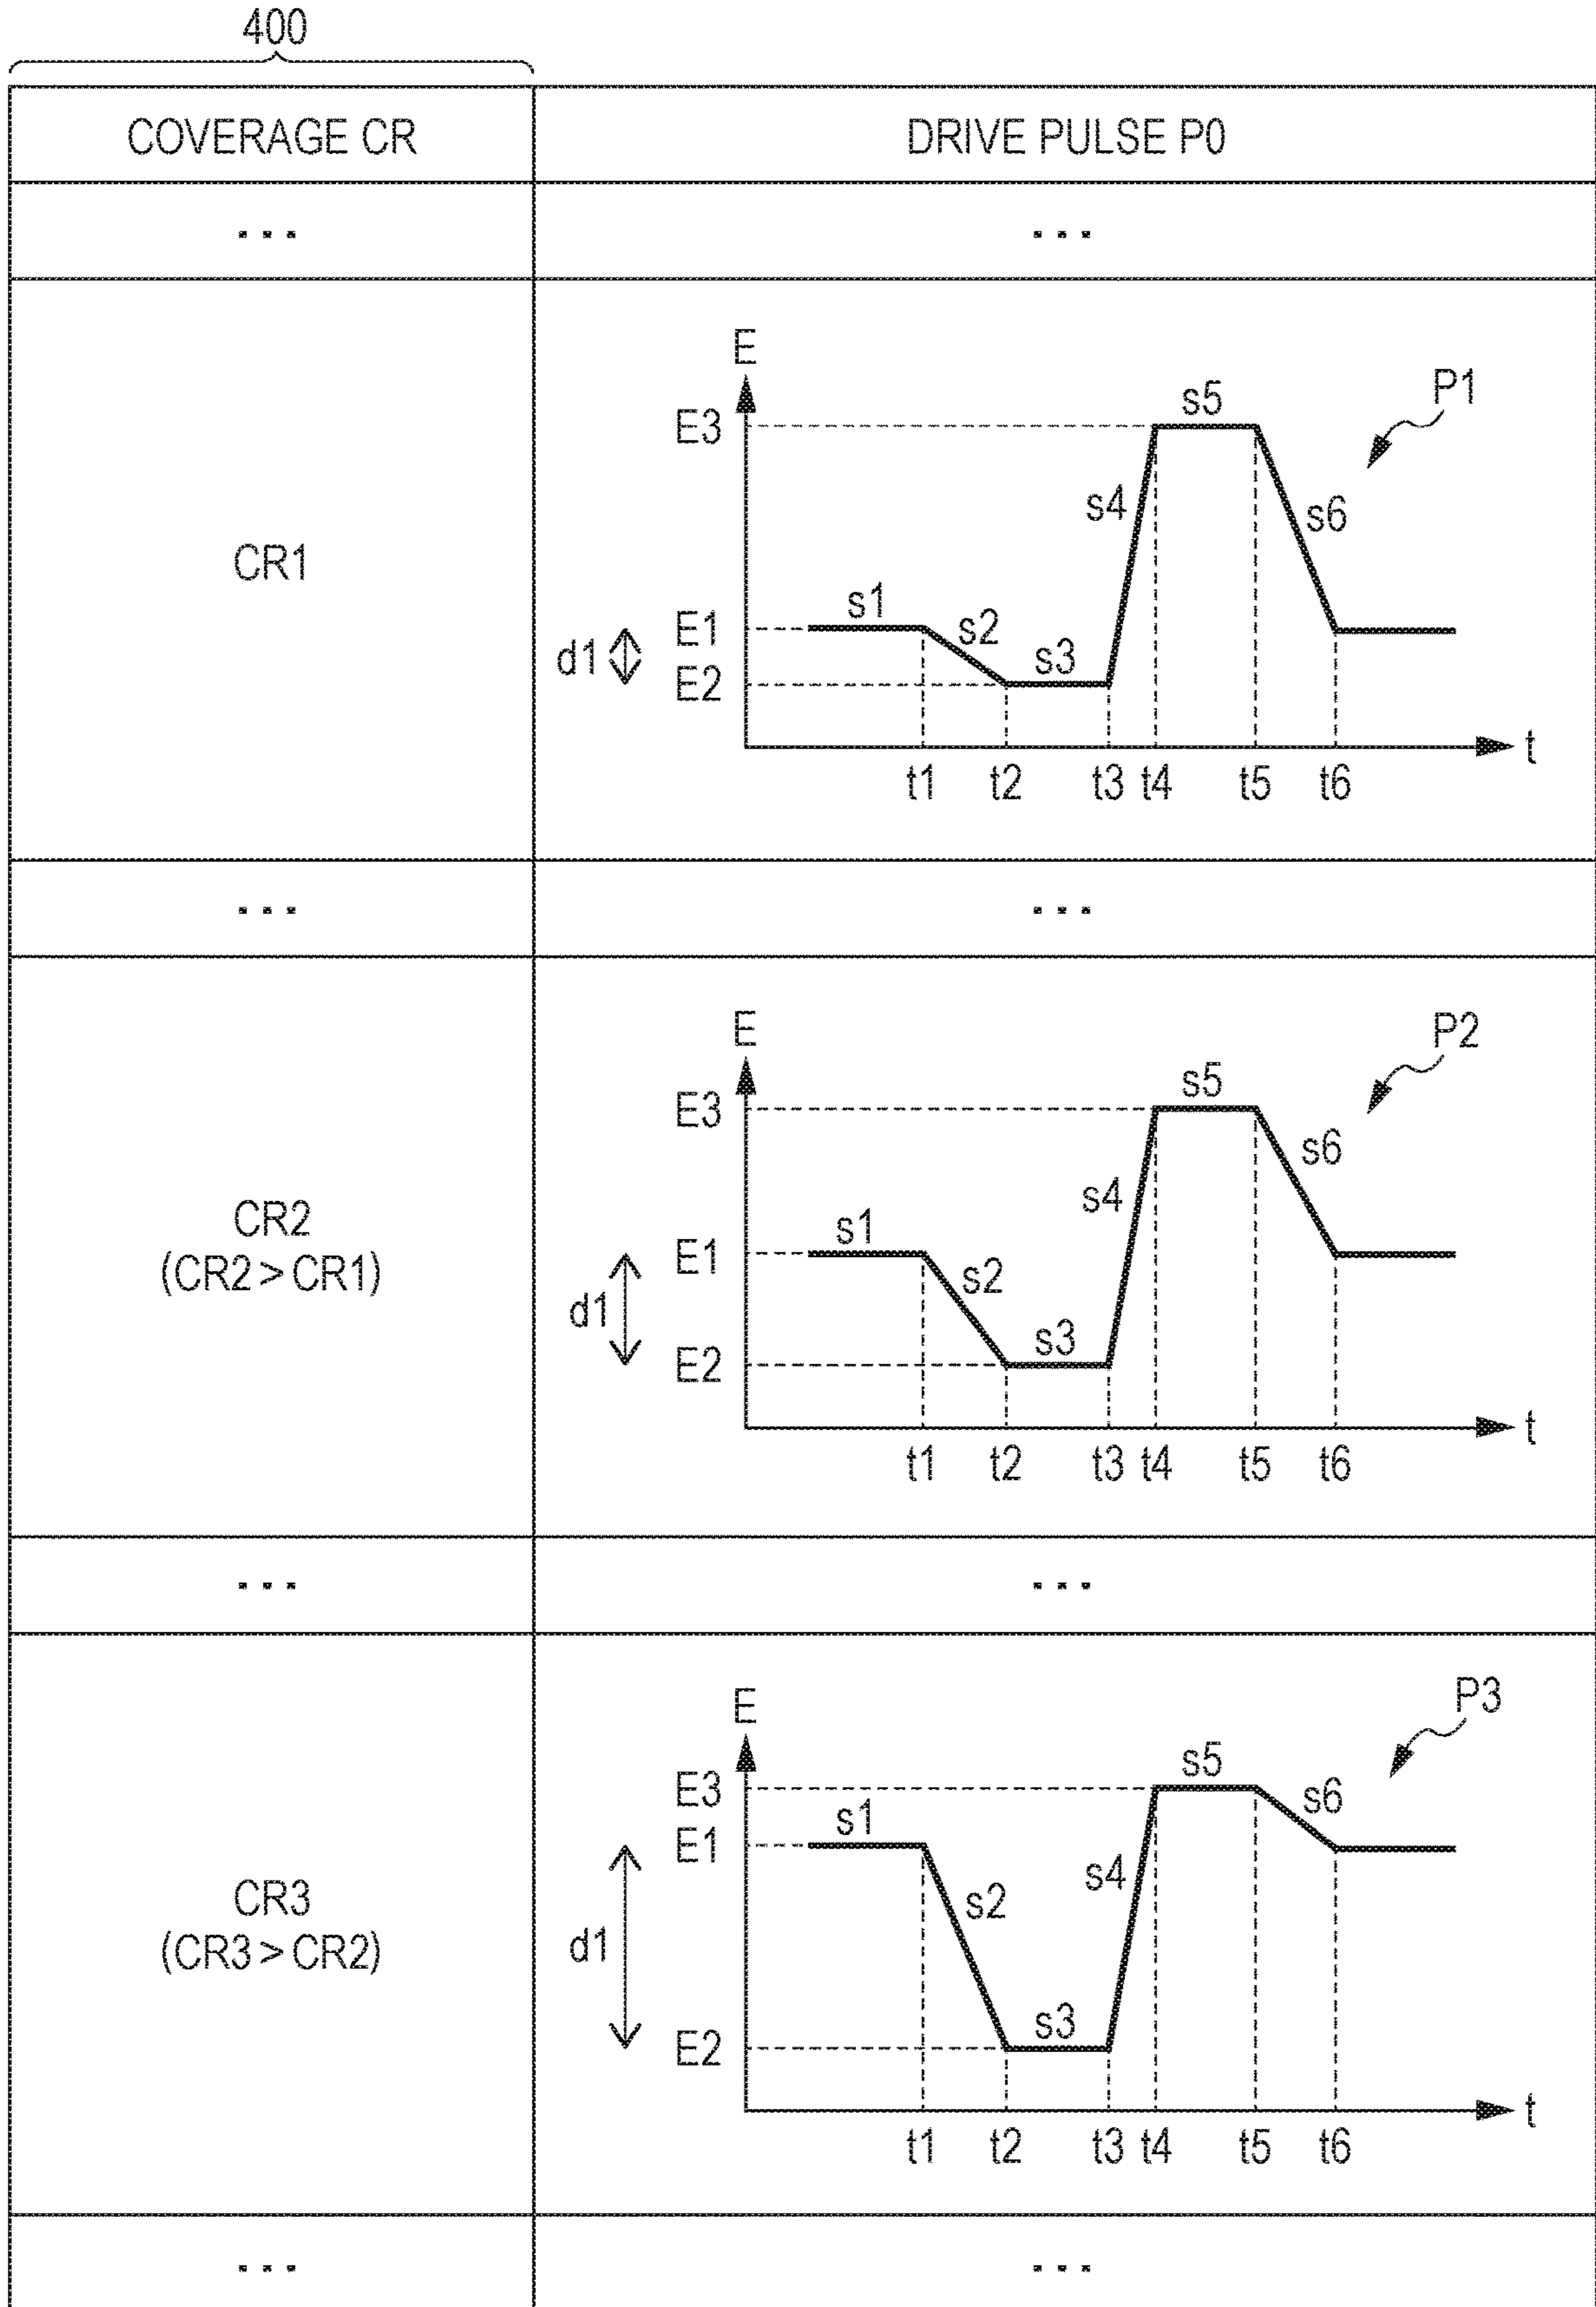 400
COVERAGE CR
DRIVE PULSE P0
...
...
CR1
E
P1
E3
s5
s4
s6
s1
E1
s2
d1
s3
E2
t
t1 t2 t3 t4 t5 t6
...
...
CR2
(CR2 > CR1)
E
P2
E3
s5
s6
s4
s1
E1
s2
d1
s3
E2
t
t1 t2 t3 t4 t5 t6
...
...
CR3
(CR3 > CR2)
E
P3
E3
s5
s6
s1
E1
s4
s2
d1
s3
E2
t
t1 t2 t3 t4 t5 t6
...
...